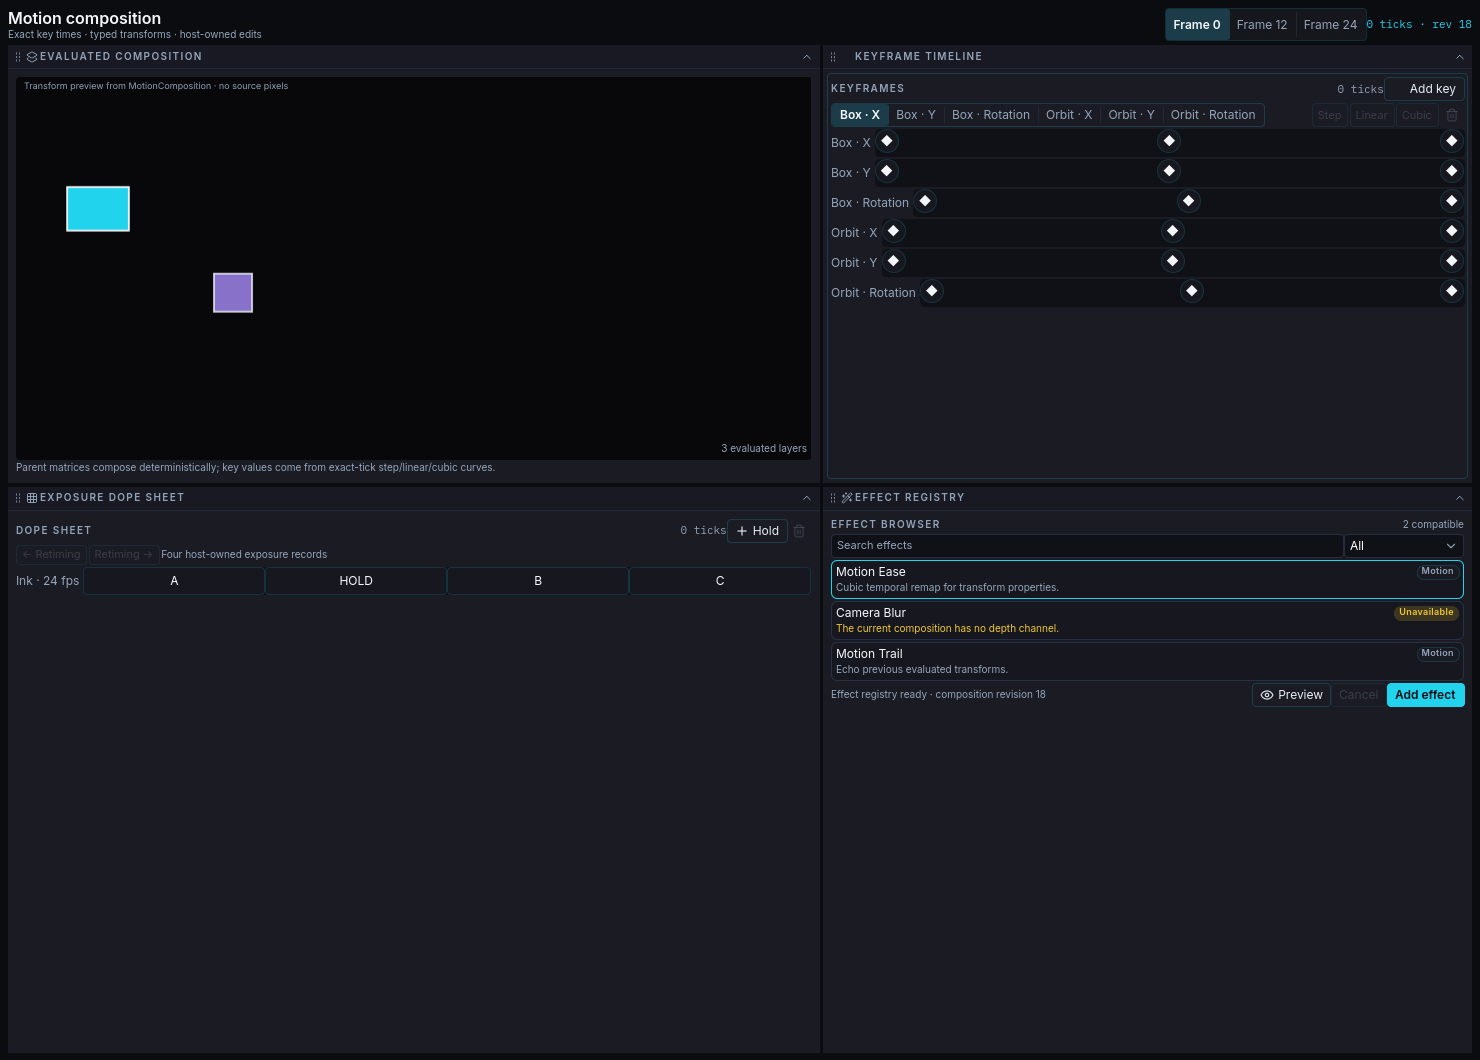 Motion composition
Exact key times · typed transforms · host-owned edits
Frame 0 Frame 12 Frame 24 0 ticks · rev 18
EVALUATED COMPOSITION
Transform preview from MotionComposition · no source pixels
3 evaluated layers
Parent matrices compose deterministically; key values come from exact-tick step/linear/cubic curves.
KEYFRAME TIMELINE
KEYFRAMES 0 ticks Add key
Box · X Box · Y Box · Rotation Orbit · X Orbit · Y Orbit · Rotation Step Linear Cubic
Box · X
Box · Y
Box · Rotation
Orbit · X
Orbit · Y
Orbit · Rotation
EXPOSURE DOPE SHEET
DOPE SHEET 0 ticks + Hold
← Retiming Retiming → Four host-owned exposure records
Ink · 24 fps A HOLD B C
EFFECT REGISTRY
EFFECT BROWSER 2 compatible
Search effects All
Motion Ease Motion
Cubic temporal remap for transform properties.
Camera Blur Unavailable
The current composition has no depth channel.
Motion Trail Motion
Echo previous evaluated transforms.
Effect registry ready · composition revision 18 Preview Cancel Add effect